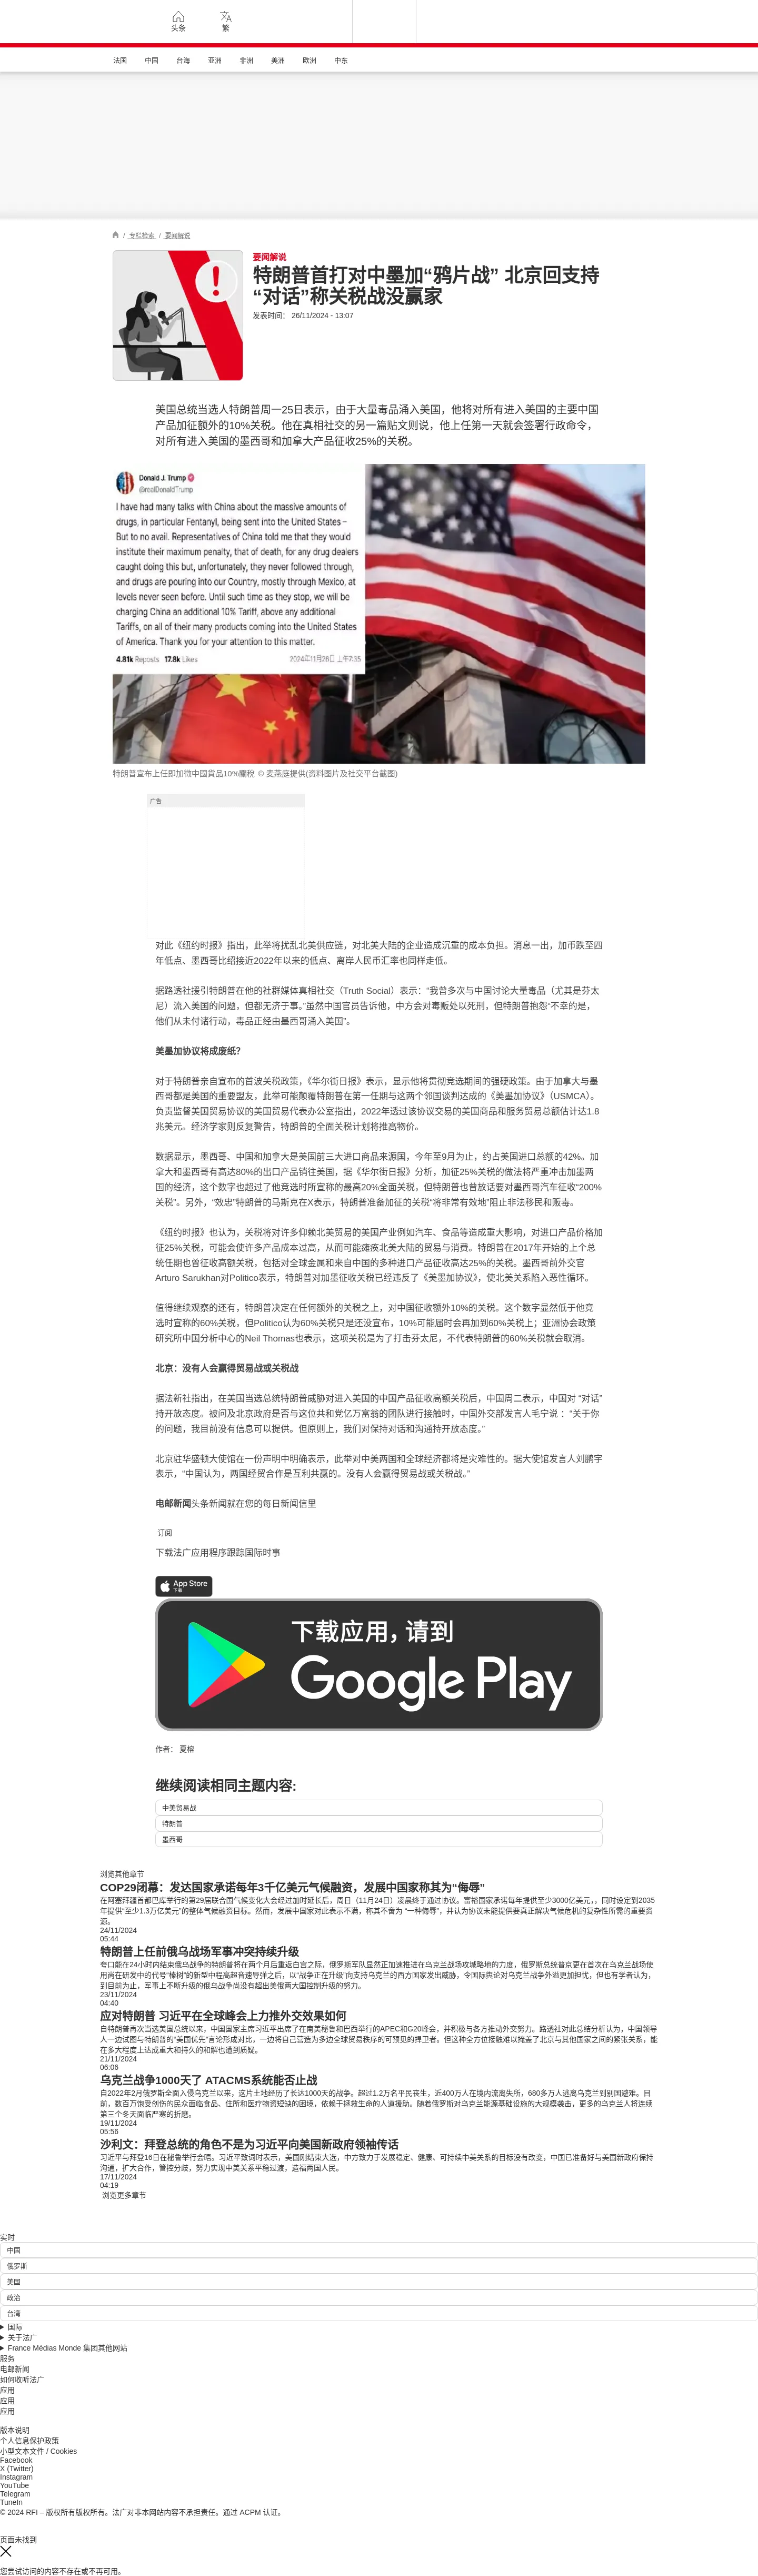 头条
繁
法国 中国 台海 亚洲 非洲 美洲 欧洲 中东
/ 专栏检索 / 要闻解说
要闻解说
特朗普首打对中墨加“鸦片战” 北京回支持
“对话”称关税战没赢家
发表时间： 26/11/2024 - 13:07
美国总统当选人特朗普周一25日表示，由于大量毒品涌入美国，他将对所有进入美国的主要中国
产品加征额外的10%关税。他在真相社交的另一篇贴文则说，他上任第一天就会签署行政命令，
对所有进入美国的墨西哥和加拿大产品征收25%的关税。
Donald J. Trump
@realDonaldTrump
I have had many talks with China about the massive amounts of
drugs, in particular Fentanyl, being sent into the United States –
But to no avail. Representatives of China told me that they would
institute their maximum penalty, that of death, for any drug dealers
caught doing this but, unfortunately, they never followed through,
and drugs are pouring into our Country, mostly through Mexico, at
levels never seen before. Until such time as they stop, we will be
charging China an additional 10% Tariff, above any additional
Tariffs, on all of their many products coming into the United States
of America. Thank you for your attention to this matter.
4.81k Reposts 17.8k Likes 2024年11月26日 上午7:35
特朗普宣布上任即加徵中國貨品10%關稅 © 麦燕庭提供(资料图片及社交平台截图)
广告
对此《纽约时报》指出，此举将扰乱北美供应链，对北美大陆的企业造成沉重的成本负担。消息一出，加币跌至四
年低点、墨西哥比绍接近2022年以来的低点、离岸人民币汇率也同样走低。
据路透社援引特朗普在他的社群媒体真相社交（Truth Social）表示：“我曾多次与中国讨论大量毒品（尤其是芬太
尼）流入美国的问题，但都无济于事。”虽然中国官员告诉他，中方会对毒贩处以死刑，但特朗普抱怨“不幸的是，
他们从未付诸行动，毒品正经由墨西哥涌入美国”。
美墨加协议将成废纸？
对于特朗普亲自宣布的首波关税政策，《华尔街日报》表示，显示他将贯彻竞选期间的强硬政策。由于加拿大与墨
西哥都是美国的重要盟友，此举可能颠覆特朗普在第一任期与这两个邻国谈判达成的《美墨加协议》（USMCA）。
负责监督美国贸易协议的美国贸易代表办公室指出，2022年透过该协议交易的美国商品和服务贸易总额估计达1.8
兆美元。经济学家则反复警告，特朗普的全面关税计划将推高物价。
数据显示，墨西哥、中国和加拿大是美国前三大进口商品来源国，今年至9月为止，约占美国进口总额的42%。加
拿大和墨西哥有高达80%的出口产品销往美国，据《华尔街日报》分析，加征25%关税的做法将严重冲击加墨两
国的经济，这个数字也超过了他竞选时所宣称的最高20%全面关税，但特朗普也曾放话要对墨西哥汽车征收“200%
关税”。另外，“效忠”特朗普的马斯克在X表示，特朗普准备加征的关税“将非常有效地”阻止非法移民和贩毒。
《纽约时报》也认为，关税将对许多仰赖北美贸易的美国产业例如汽车、食品等造成重大影响，对进口产品价格加
征25%关税，可能会使许多产品成本过高，从而可能瘫痪北美大陆的贸易与消费。特朗普在2017年开始的上个总
统任期也曾征收高额关税，包括对全球金属和来自中国的多种进口产品征收高达25%的关税。墨西哥前外交官
Arturo Sarukhan对Politico表示，特朗普对加墨征收关税已经违反了《美墨加协议》，使北美关系陷入恶性循环。
值得继续观察的还有，特朗普决定在任何额外的关税之上，对中国征收额外10%的关税。这个数字显然低于他竞
选时宣称的60%关税，但Politico认为60%关税只是还没宣布，10%可能届时会再加到60%关税上；亚洲协会政策
研究所中国分析中心的Neil Thomas也表示，这项关税是为了打击芬太尼，不代表特朗普的60%关税就会取消。
北京：没有人会赢得贸易战或关税战
据法新社指出，在美国当选总统特朗普威胁对进入美国的中国产品征收高额关税后，中国周二表示，中国对 “对话”
持开放态度。被问及北京政府是否与这位共和党亿万富翁的团队进行接触时，中国外交部发言人毛宁说 ：“关于你
的问题，我目前没有信息可以提供。但原则上，我们对保持对话和沟通持开放态度。”
北京驻华盛顿大使馆在一份声明中明确表示，此举对中美两国和全球经济都将是灾难性的。据大使馆发言人刘鹏宇
表示，“中国认为，两国经贸合作是互利共赢的。没有人会赢得贸易战或关税战。”
电邮新闻头条新闻就在您的每日新闻信里
订阅
下载法广应用程序跟踪国际时事
App Store
下载
下载应用，请到
Google Play
作者： 夏榕
继续阅读相同主题内容:
中美贸易战
特朗普
墨西哥
浏览其他章节
COP29闭幕：发达国家承诺每年3千亿美元气候融资，发展中国家称其为“侮辱”
在阿塞拜疆首都巴库举行的第29届联合国气候变化大会经过加时延长后，周日（11月24日）凌晨终于通过协议。富裕国家承诺每年提供至少3000亿美元，，同时设定到2035
年提供“至少1.3万亿美元”的整体气候融资目标。然而，发展中国家对此表示不满，称其不啻为 “一种侮辱”，并认为协议未能提供要真正解决气候危机的复杂性所需的重要资
源。
24/11/2024
05:44
特朗普上任前俄乌战场军事冲突持续升级
夸口能在24小时内结束俄乌战争的特朗普将在两个月后重返白宫之际，俄罗斯军队显然正加速推进在乌克兰战场攻城略地的力度，俄罗斯总统普京更在首次在乌克兰战场使
用尚在研发中的代号“榛树”的新型中程高超音速导弹之后，以“战争正在升级”向支持乌克兰的西方国家发出威胁，令国际舆论对乌克兰战争外溢更加担忧，但也有学者认为，
到目前为止，军事上不断升级的俄乌战争尚没有超出美俄两大国控制升级的努力。
23/11/2024
04:40
应对特朗普 习近平在全球峰会上力推外交效果如何
自特朗普再次当选美国总统以来，中国国家主席习近平出席了在南美秘鲁和巴西举行的APEC和G20峰会，并积极与各方推动外交努力。路透社对此总结分析认为，中国领导
人一边试图与特朗普的“美国优先”言论形成对比，一边将自己营造为多边全球贸易秩序的可预见的捍卫者。但这种全方位接触难以掩盖了北京与其他国家之间的紧张关系，能
在多大程度上达成重大和持久的和解也遭到质疑。
21/11/2024
06:06
乌克兰战争1000天了 ATACMS系统能否止战
自2022年2月俄罗斯全面入侵乌克兰以来，这片土地经历了长达1000天的战争。超过1.2万名平民丧生，近400万人在境内流离失所，680多万人逃离乌克兰到别国避难。目
前，数百万饱受创伤的民众面临食品、住所和医疗物资短缺的困境，依赖于拯救生命的人道援助。随着俄罗斯对乌克兰能源基础设施的大规模袭击，更多的乌克兰人将连续
第三个冬天面临严寒的折磨。
19/11/2024
05:56
沙利文：拜登总统的角色不是为习近平向美国新政府领袖传话
习近平与拜登16日在秘鲁举行会晤。习近平致词时表示，美国刚结束大选，中方致力于发展稳定、健康、可持续中美关系的目标没有改变，中国已准备好与美国新政府保持
沟通，扩大合作，管控分歧，努力实现中美关系平稳过渡，造福两国人民。
17/11/2024
04:19
浏览更多章节
实时
中国
俄罗斯
美国
政治
台湾
国际
关于法广
France Médias Monde 集团其他网站
服务
电邮新闻
如何收听法广
应用
应用
应用
版本说明
个人信息保护政策
小型文本文件 / Cookies
Facebook
X (Twitter)
Instagram
YouTube
Telegram
TuneIn
© 2024 RFI – 版权所有版权所有。法广对非本网站内容不承担责任。通过 ACPM 认证。
页面未找到
您尝试访问的内容不存在或不再可用。